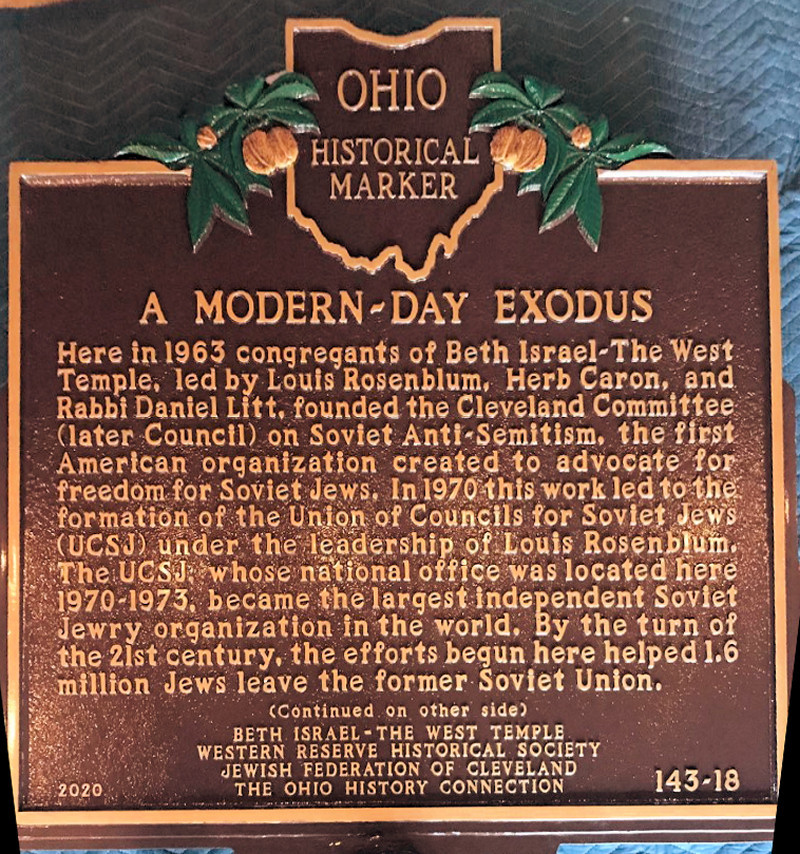 OHIO
HISTORICAL
MARKER
A MODERN-DAY EXODUS
Here in 1963 congregants of Beth Israel-The West
Temple, led by Louis Rosenblum, Herb Caron, and
Rabbi Daniel Litt, founded the Cleveland Committee
(later Council) on Soviet Anti-Semitism, the first
American organization created to advocate for
freedom for Soviet Jews. In 1970 this work led to the
formation of the Union of Councils for Soviet Jews
(UCSJ) under the leadership of Louis Rosenblum.
The UCSJ, whose national office was located here
1970-1973, became the largest independent Soviet
Jewry organization in the world. By the turn of
the 21st century, the efforts begun here helped 1.6
million Jews leave the former Soviet Union.
(Continued on other side)
BETH ISRAEL-THE WEST TEMPLE
WESTERN RESERVE HISTORICAL SOCIETY
JEWISH FEDERATION OF CLEVELAND
THE OHIO HISTORY CONNECTION
2020
143-18